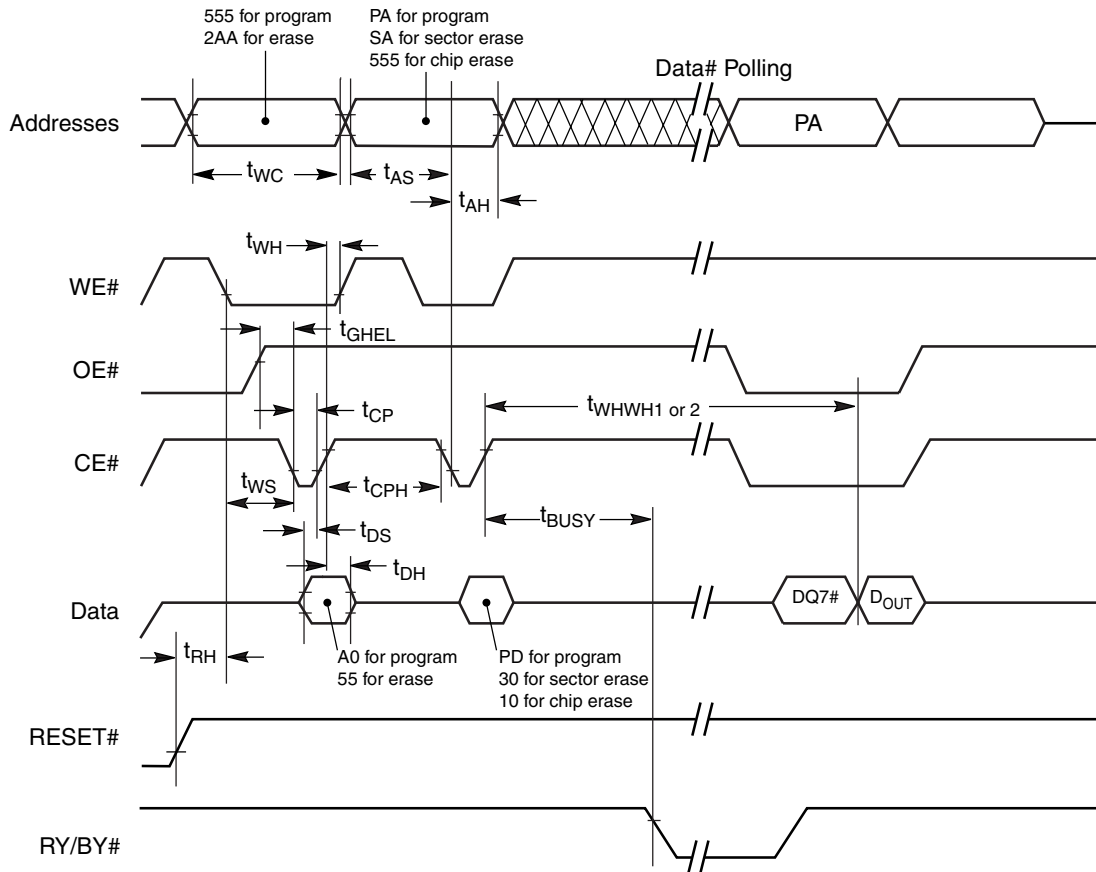 555 for program
2AA for erase
PA for program
SA for sector erase
555 for chip erase
Data# Polling
Addresses
PA
tWC
tAS
tAH
tWH
WE#
tGHEL
OE#
tCP
tWHWH1 or 2
CE#
tWS
tCPH
tBUSY
tDS
tDH
Data
DQ7#
DOUT
tRH
A0 for program
55 for erase
PD for program
30 for sector erase
10 for chip erase
RESET#
RY/BY#